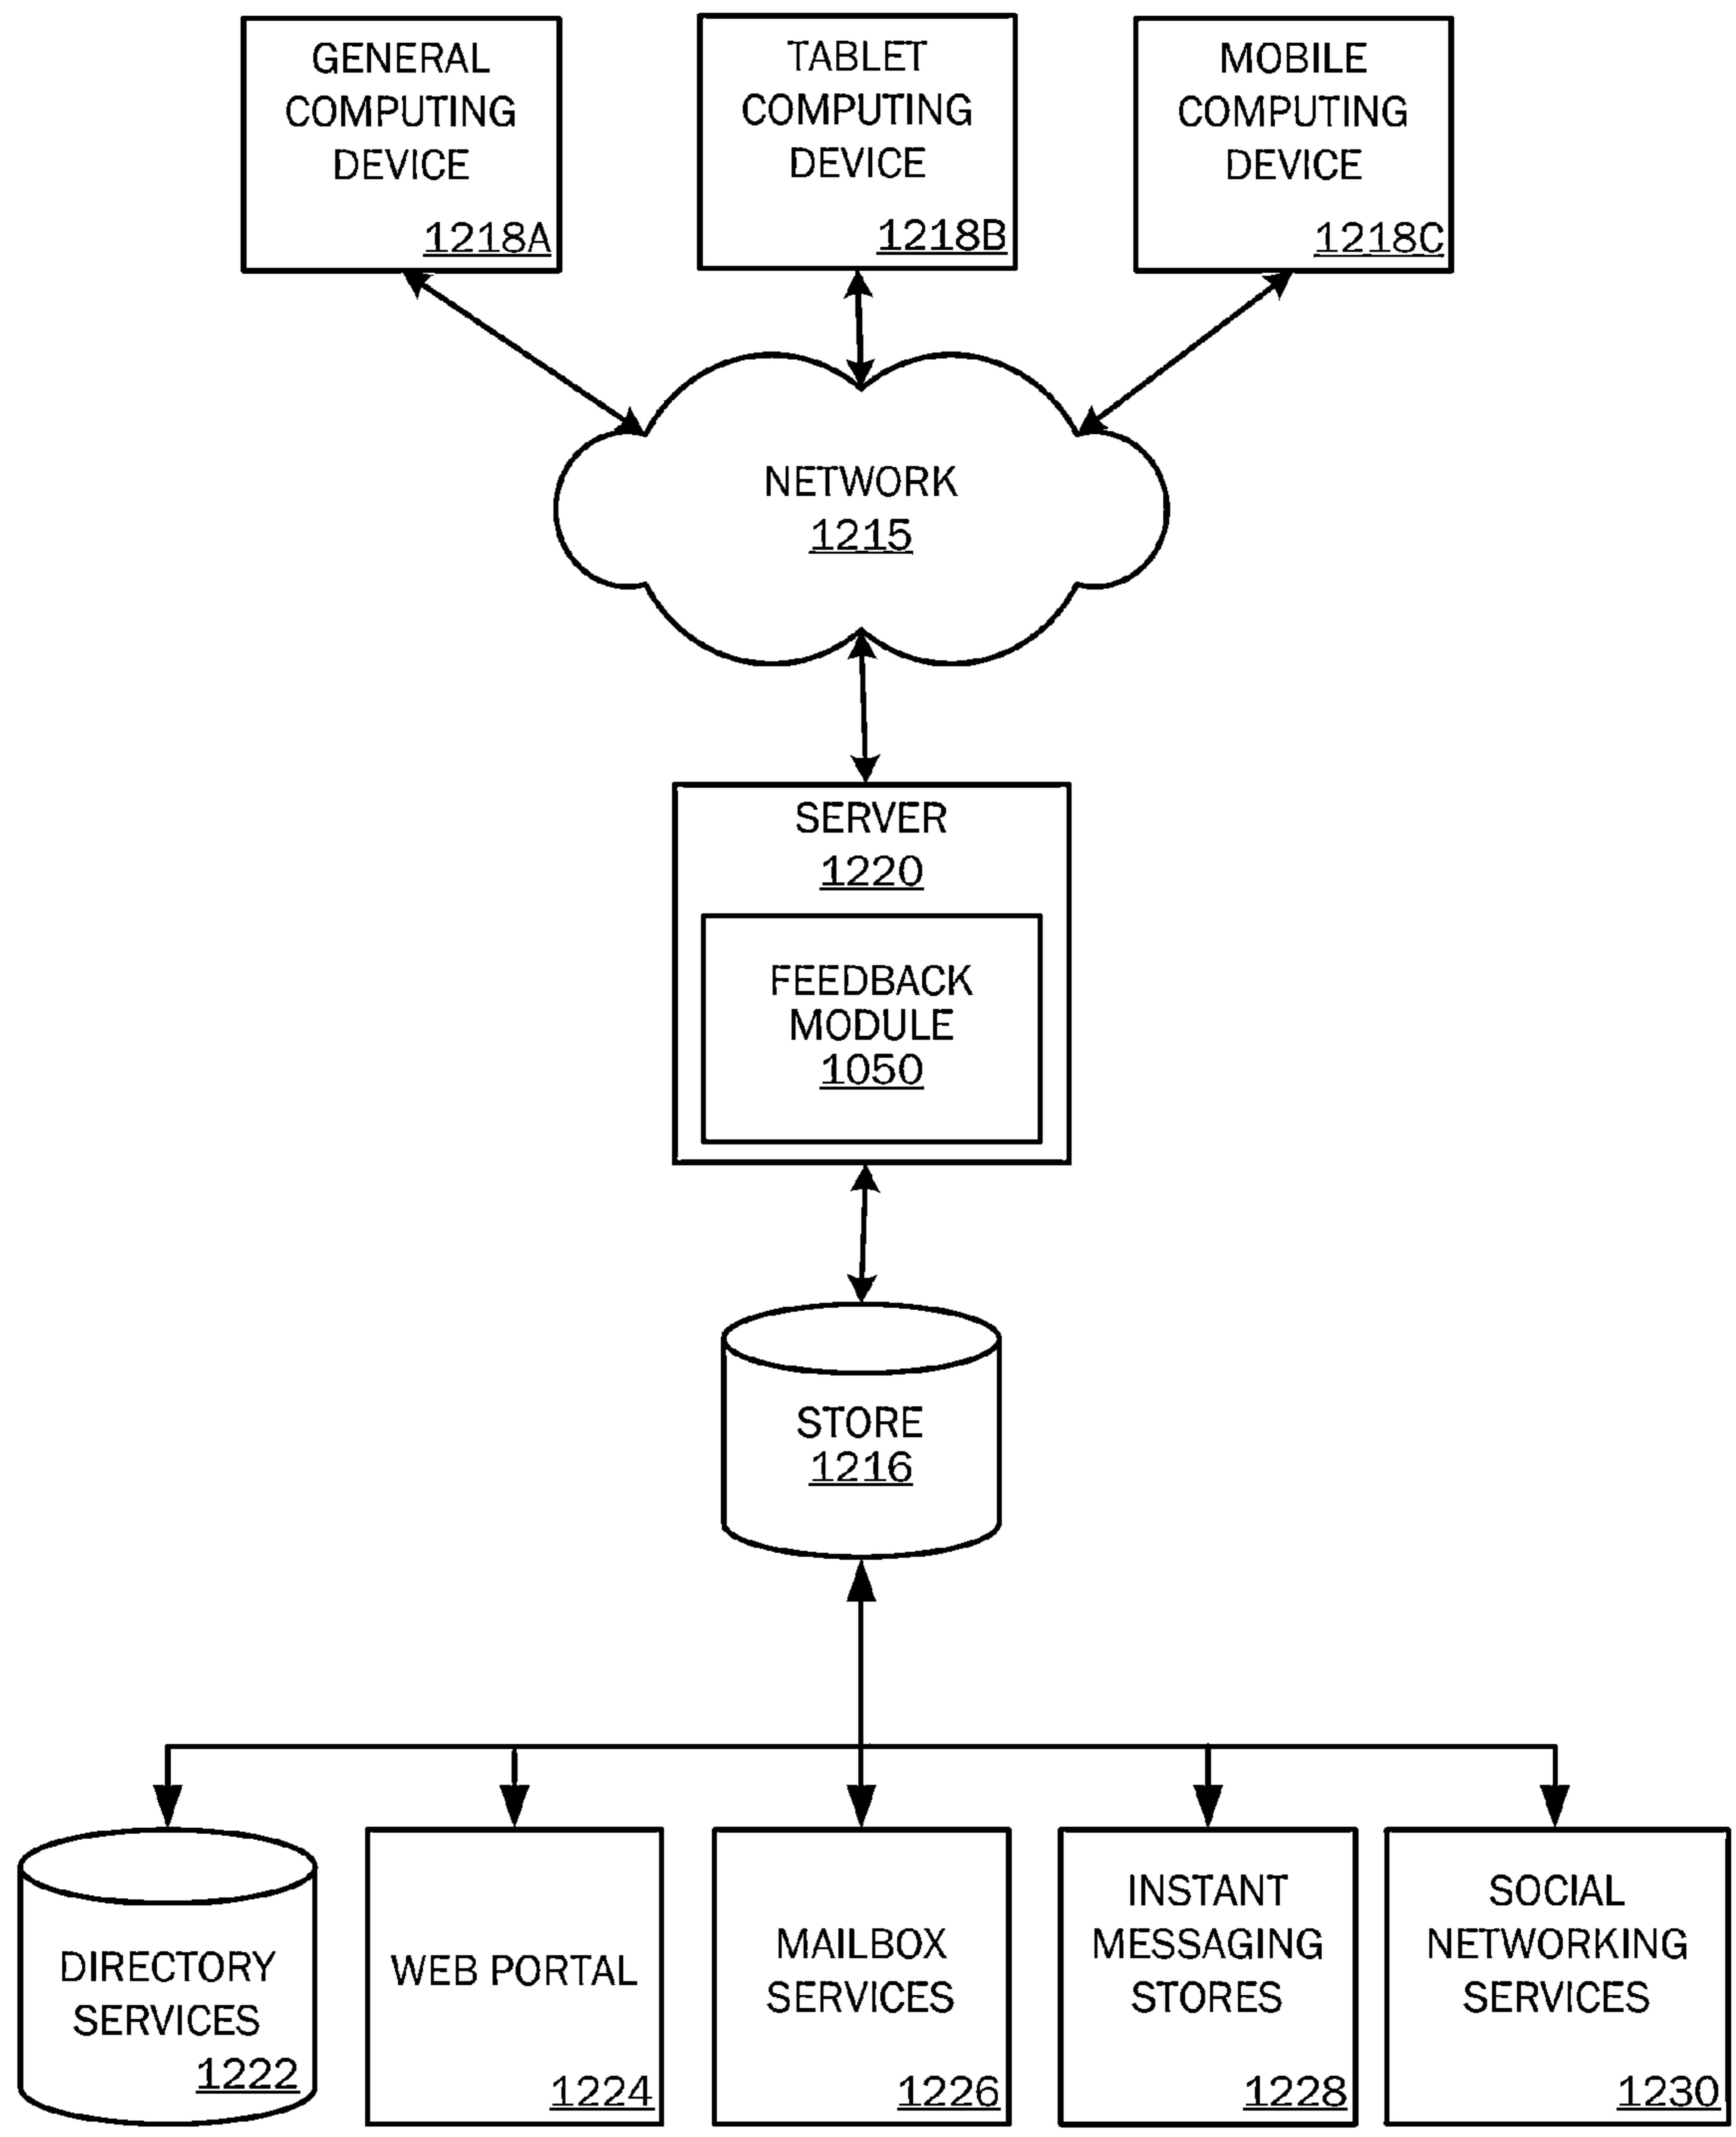 GENERAL
COMPUTING
DEVICE
1218A
TABLET
COMPUTING
DEVICE
1218B
MOBILE
COMPUTING
DEVICE
1218C
NETWORK
1215
SERVER
1220
FEEDBACK
MODULE
1050
STORE
1216
DIRECTORY
SERVICES
1222
WEB PORTAL
1224
MAILBOX
SERVICES
1226
INSTANT
MESSAGING
STORES
1228
SOCIAL
NETWORKING
SERVICES
1230